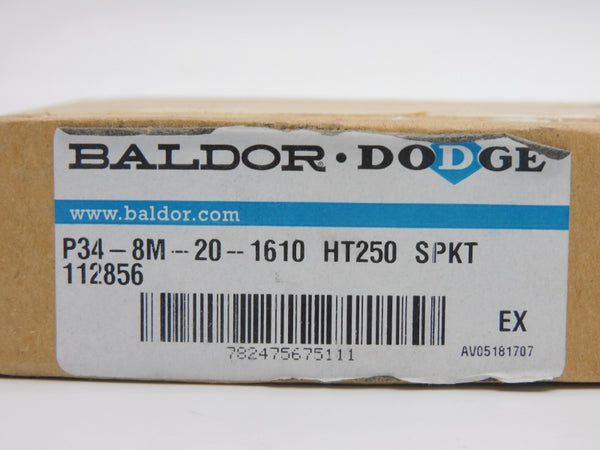 BALDOR · DODGE
www.baldor.com
P34-8M-20-1610 HT250 SPKT
112856
EX
782475675111
AV05181707